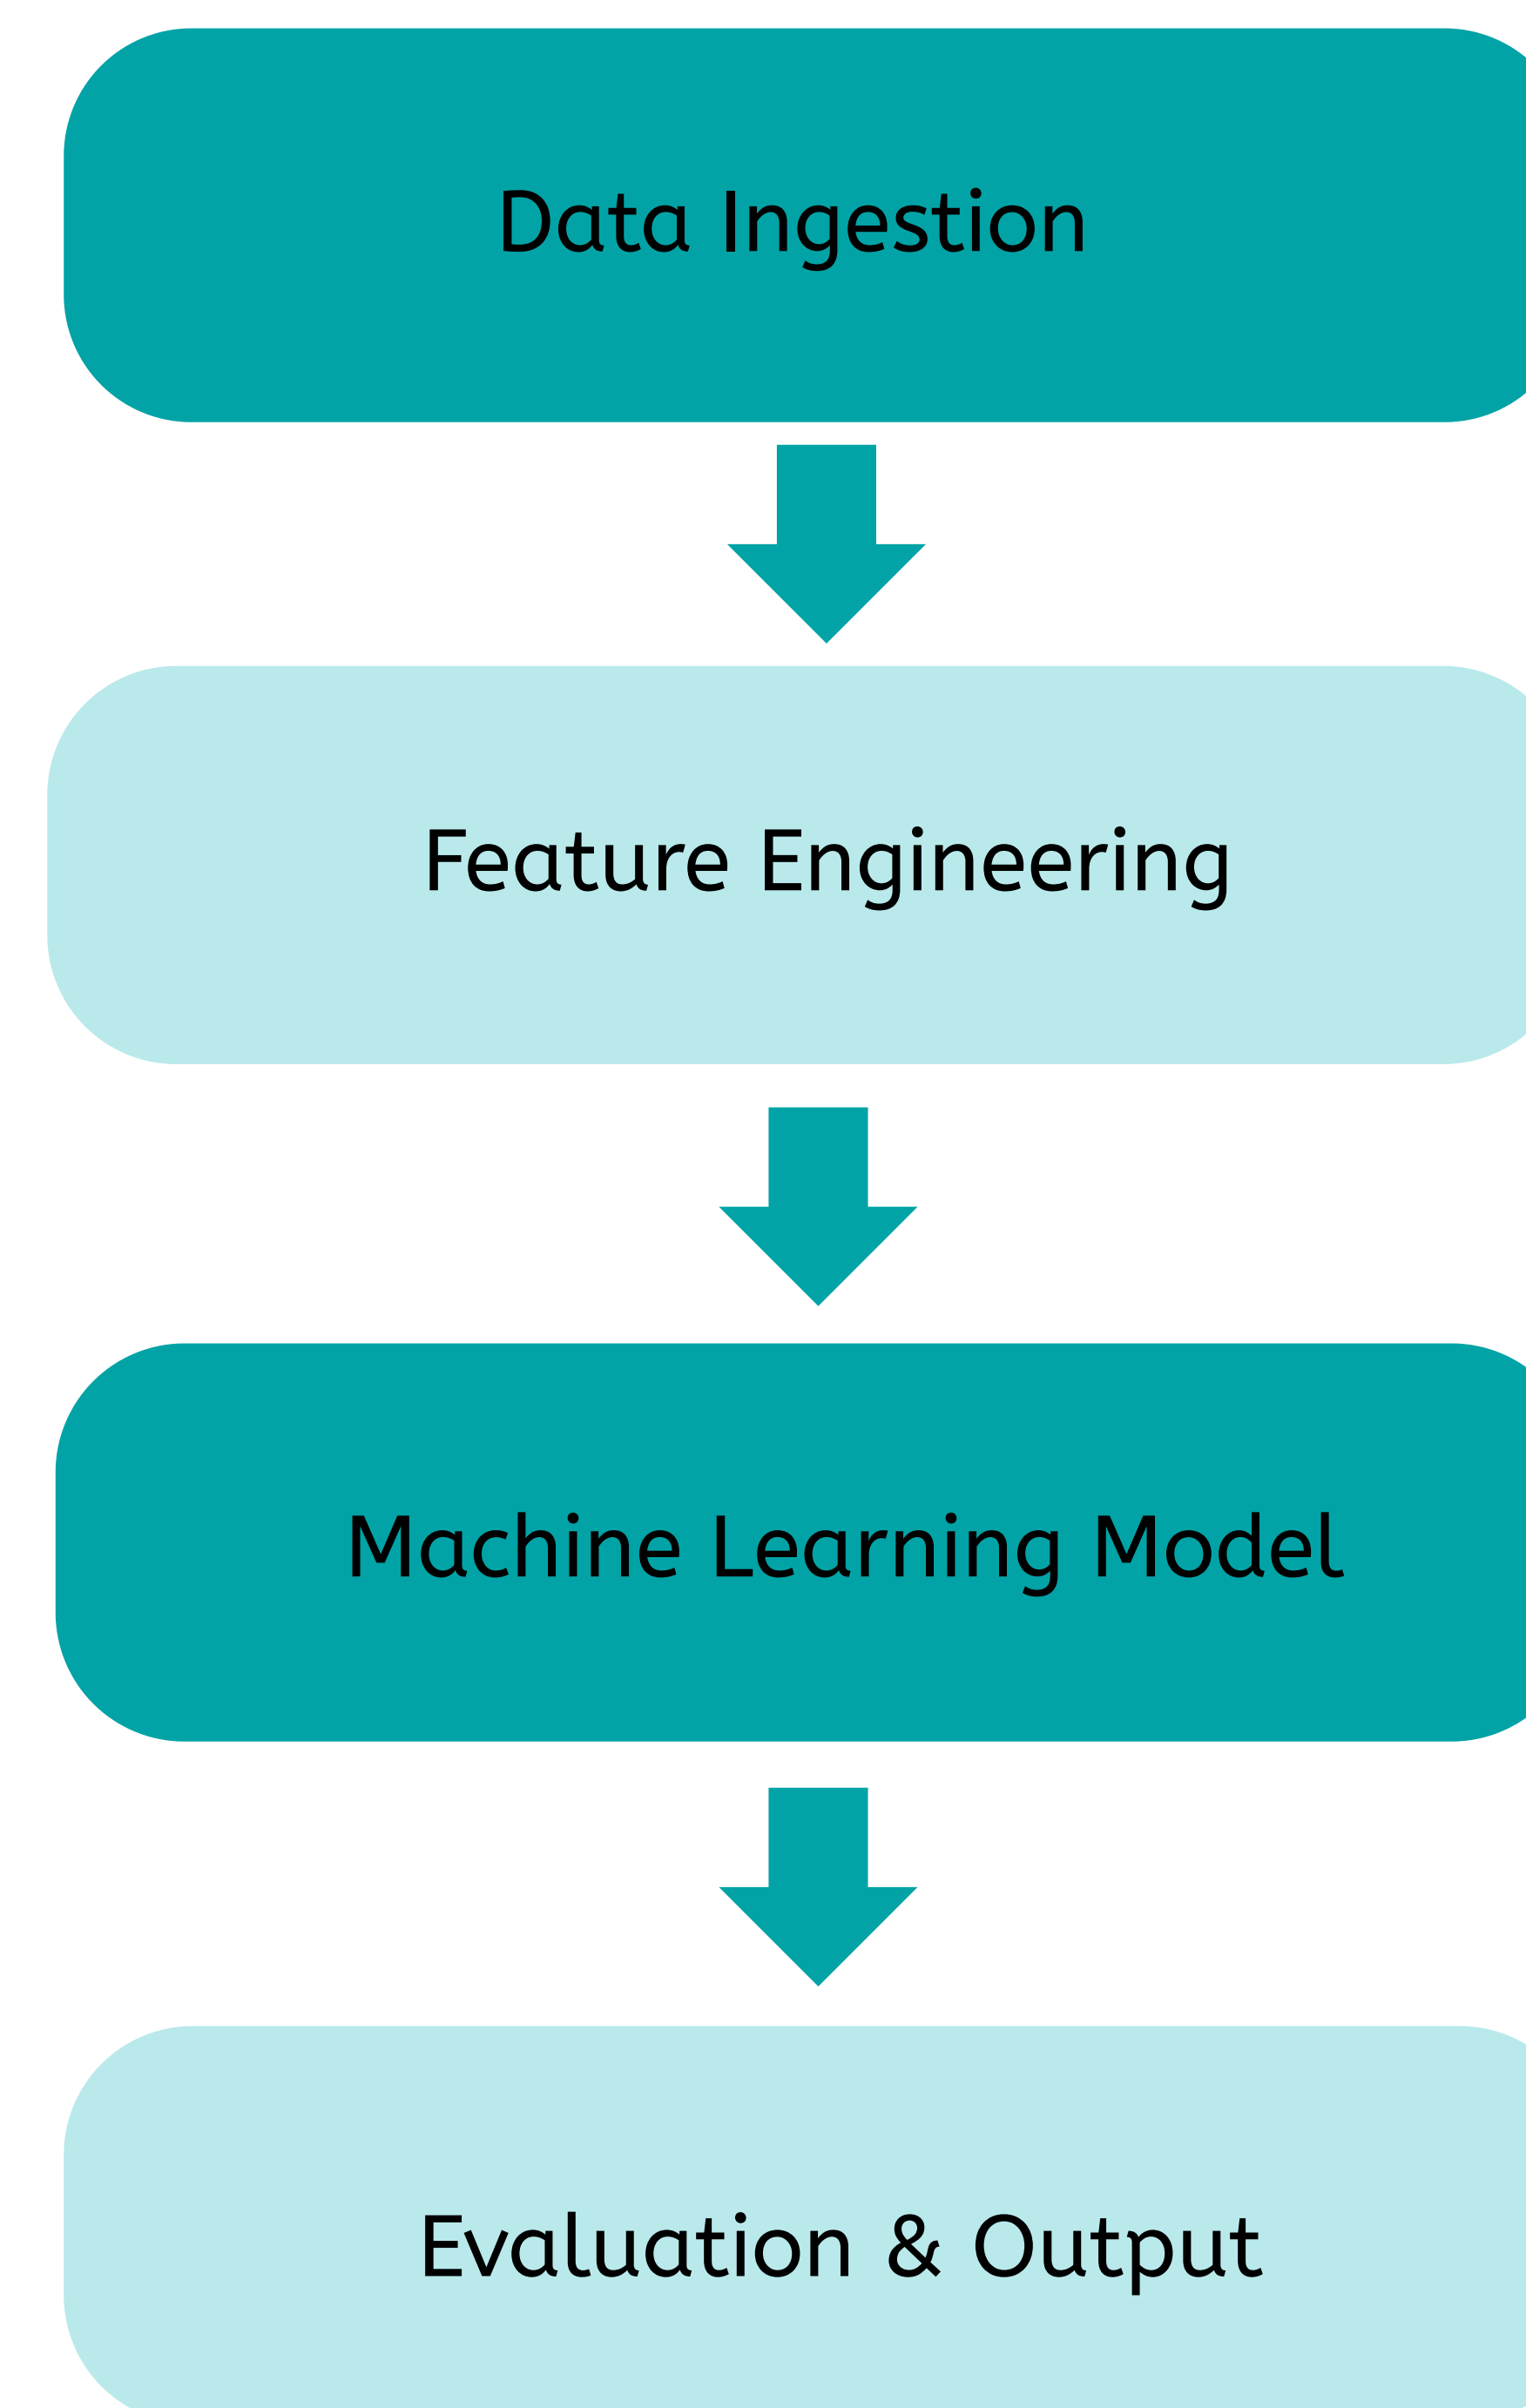 Data Ingestion
Feature Engineering
Machine Learning Model
Evaluation & Output